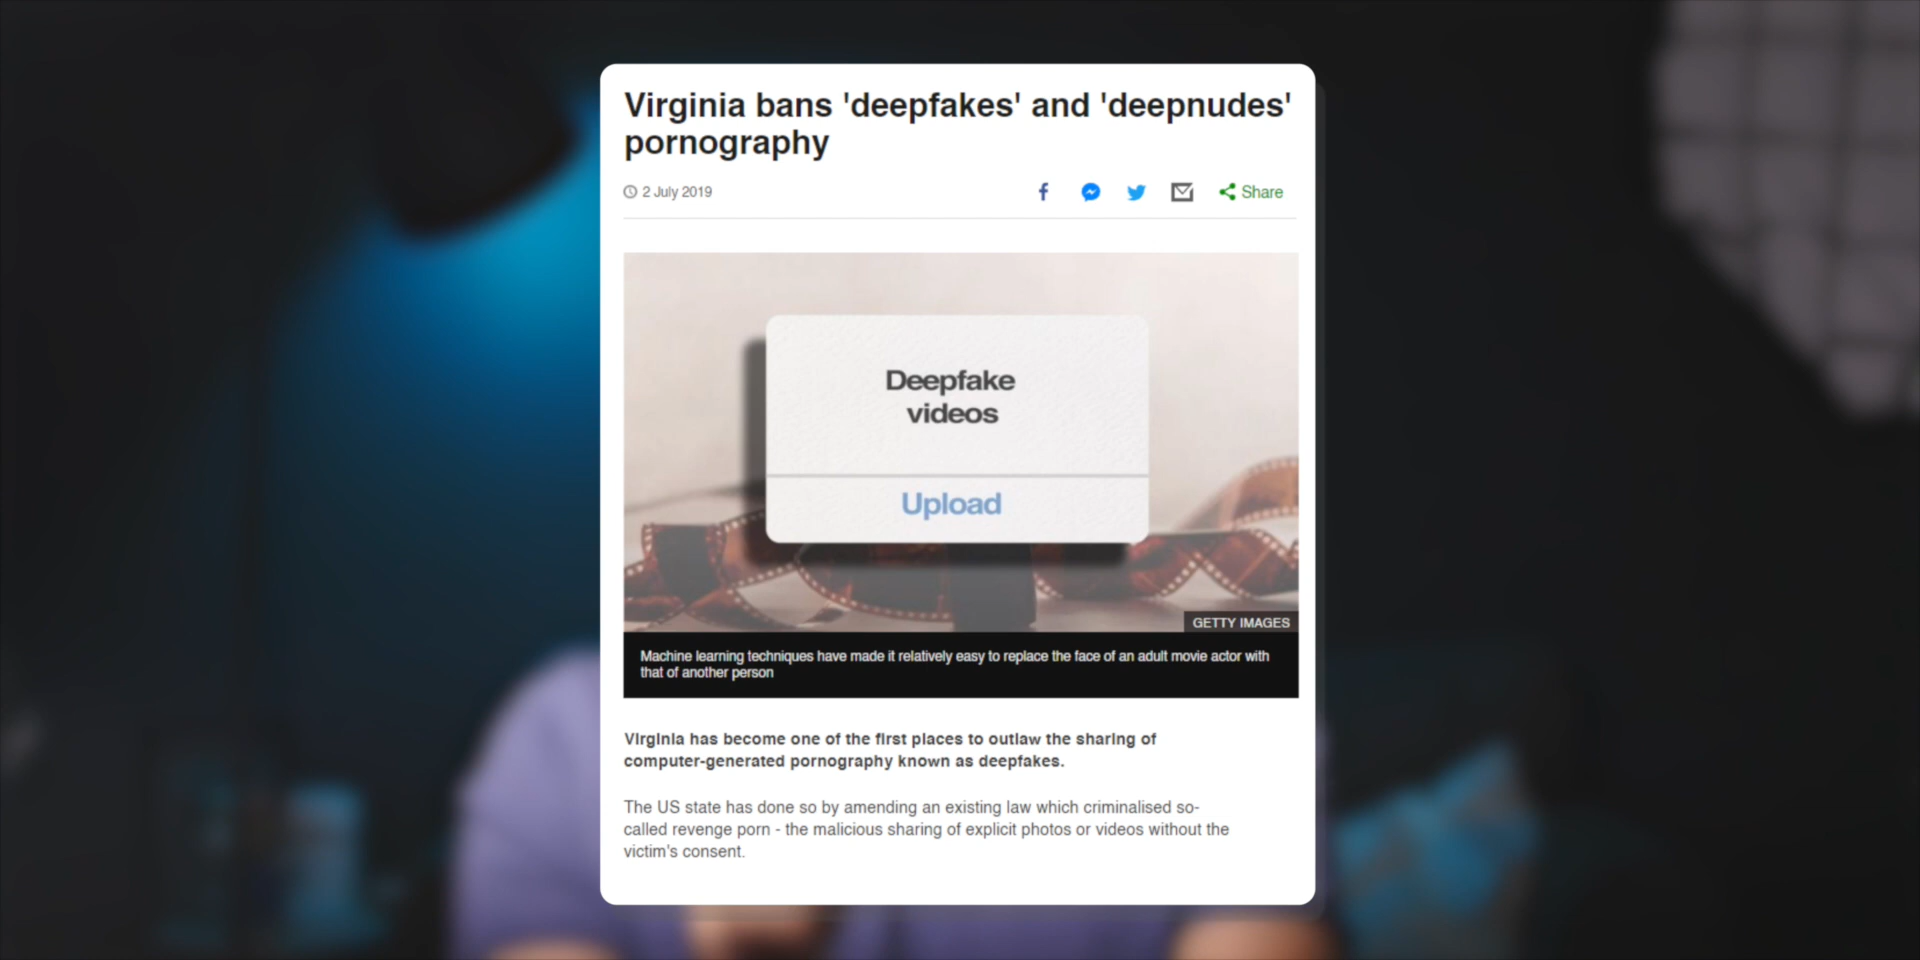 Virginia bans 'deepfakes' and 'deepnudes'
pornography
2 July 2019
Share
Deepfake
videos
Upload
GETTY IMAGES
Machine learning techniques have made it relatively easy to replace the face of an adult movie actor with
that of another person
Virginia has become one of the first places to outlaw the sharing of
computer-generated pornography known as deepfakes.
The US state has done so by amending an existing law which criminalised so-
called revenge porn - the malicious sharing of explicit photos or videos without the
victim's consent.